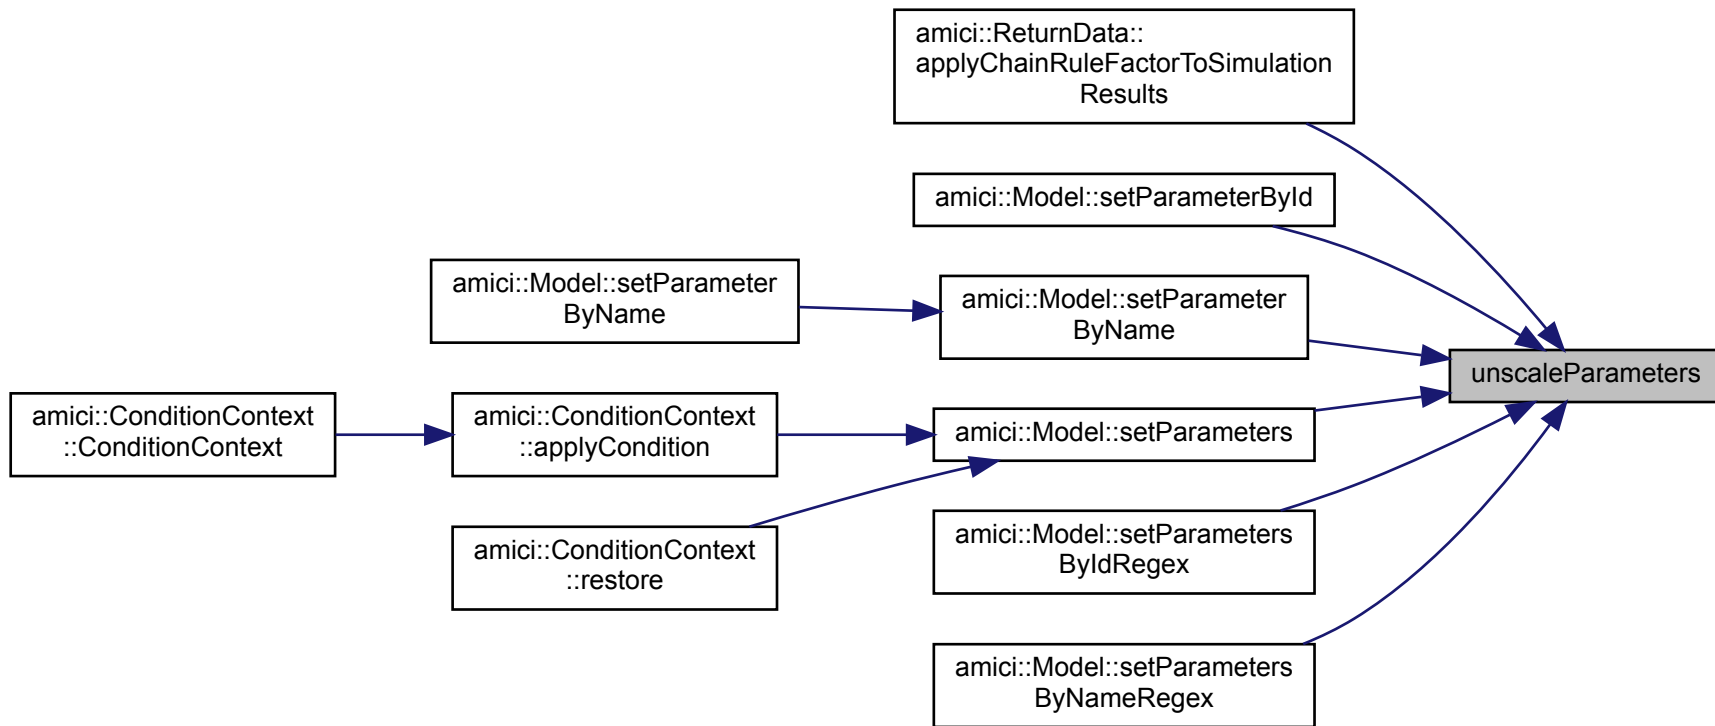 amici::ReturnData::
applyChainRuleFactorToSimulation
Results
amici::Model::setParameterById
amici::Model::setParameter
ByName
amici::Model::setParameter
ByName
unscaleParameters
amici::ConditionContext
::ConditionContext
amici::ConditionContext
::applyCondition
amici::Model::setParameters
amici::ConditionContext
::restore
amici::Model::setParameters
ByIdRegex
amici::Model::setParameters
ByNameRegex